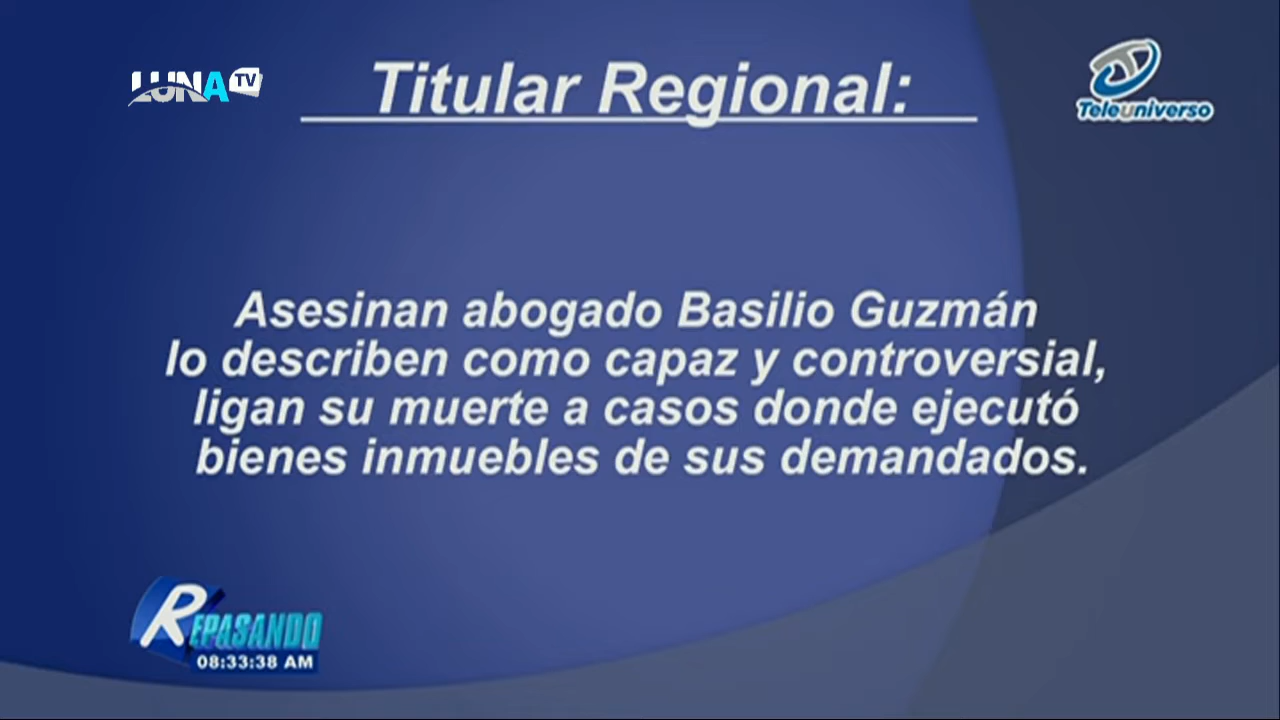 LUNA TV
Titular Regional:
Teleuniverso
Asesinan abogado Basilio Guzmán
lo describen como capaz y controversial,
ligan su muerte a casos donde ejecutó
bienes inmuebles de sus demandados.
REPASANDO
08:33:38 AM